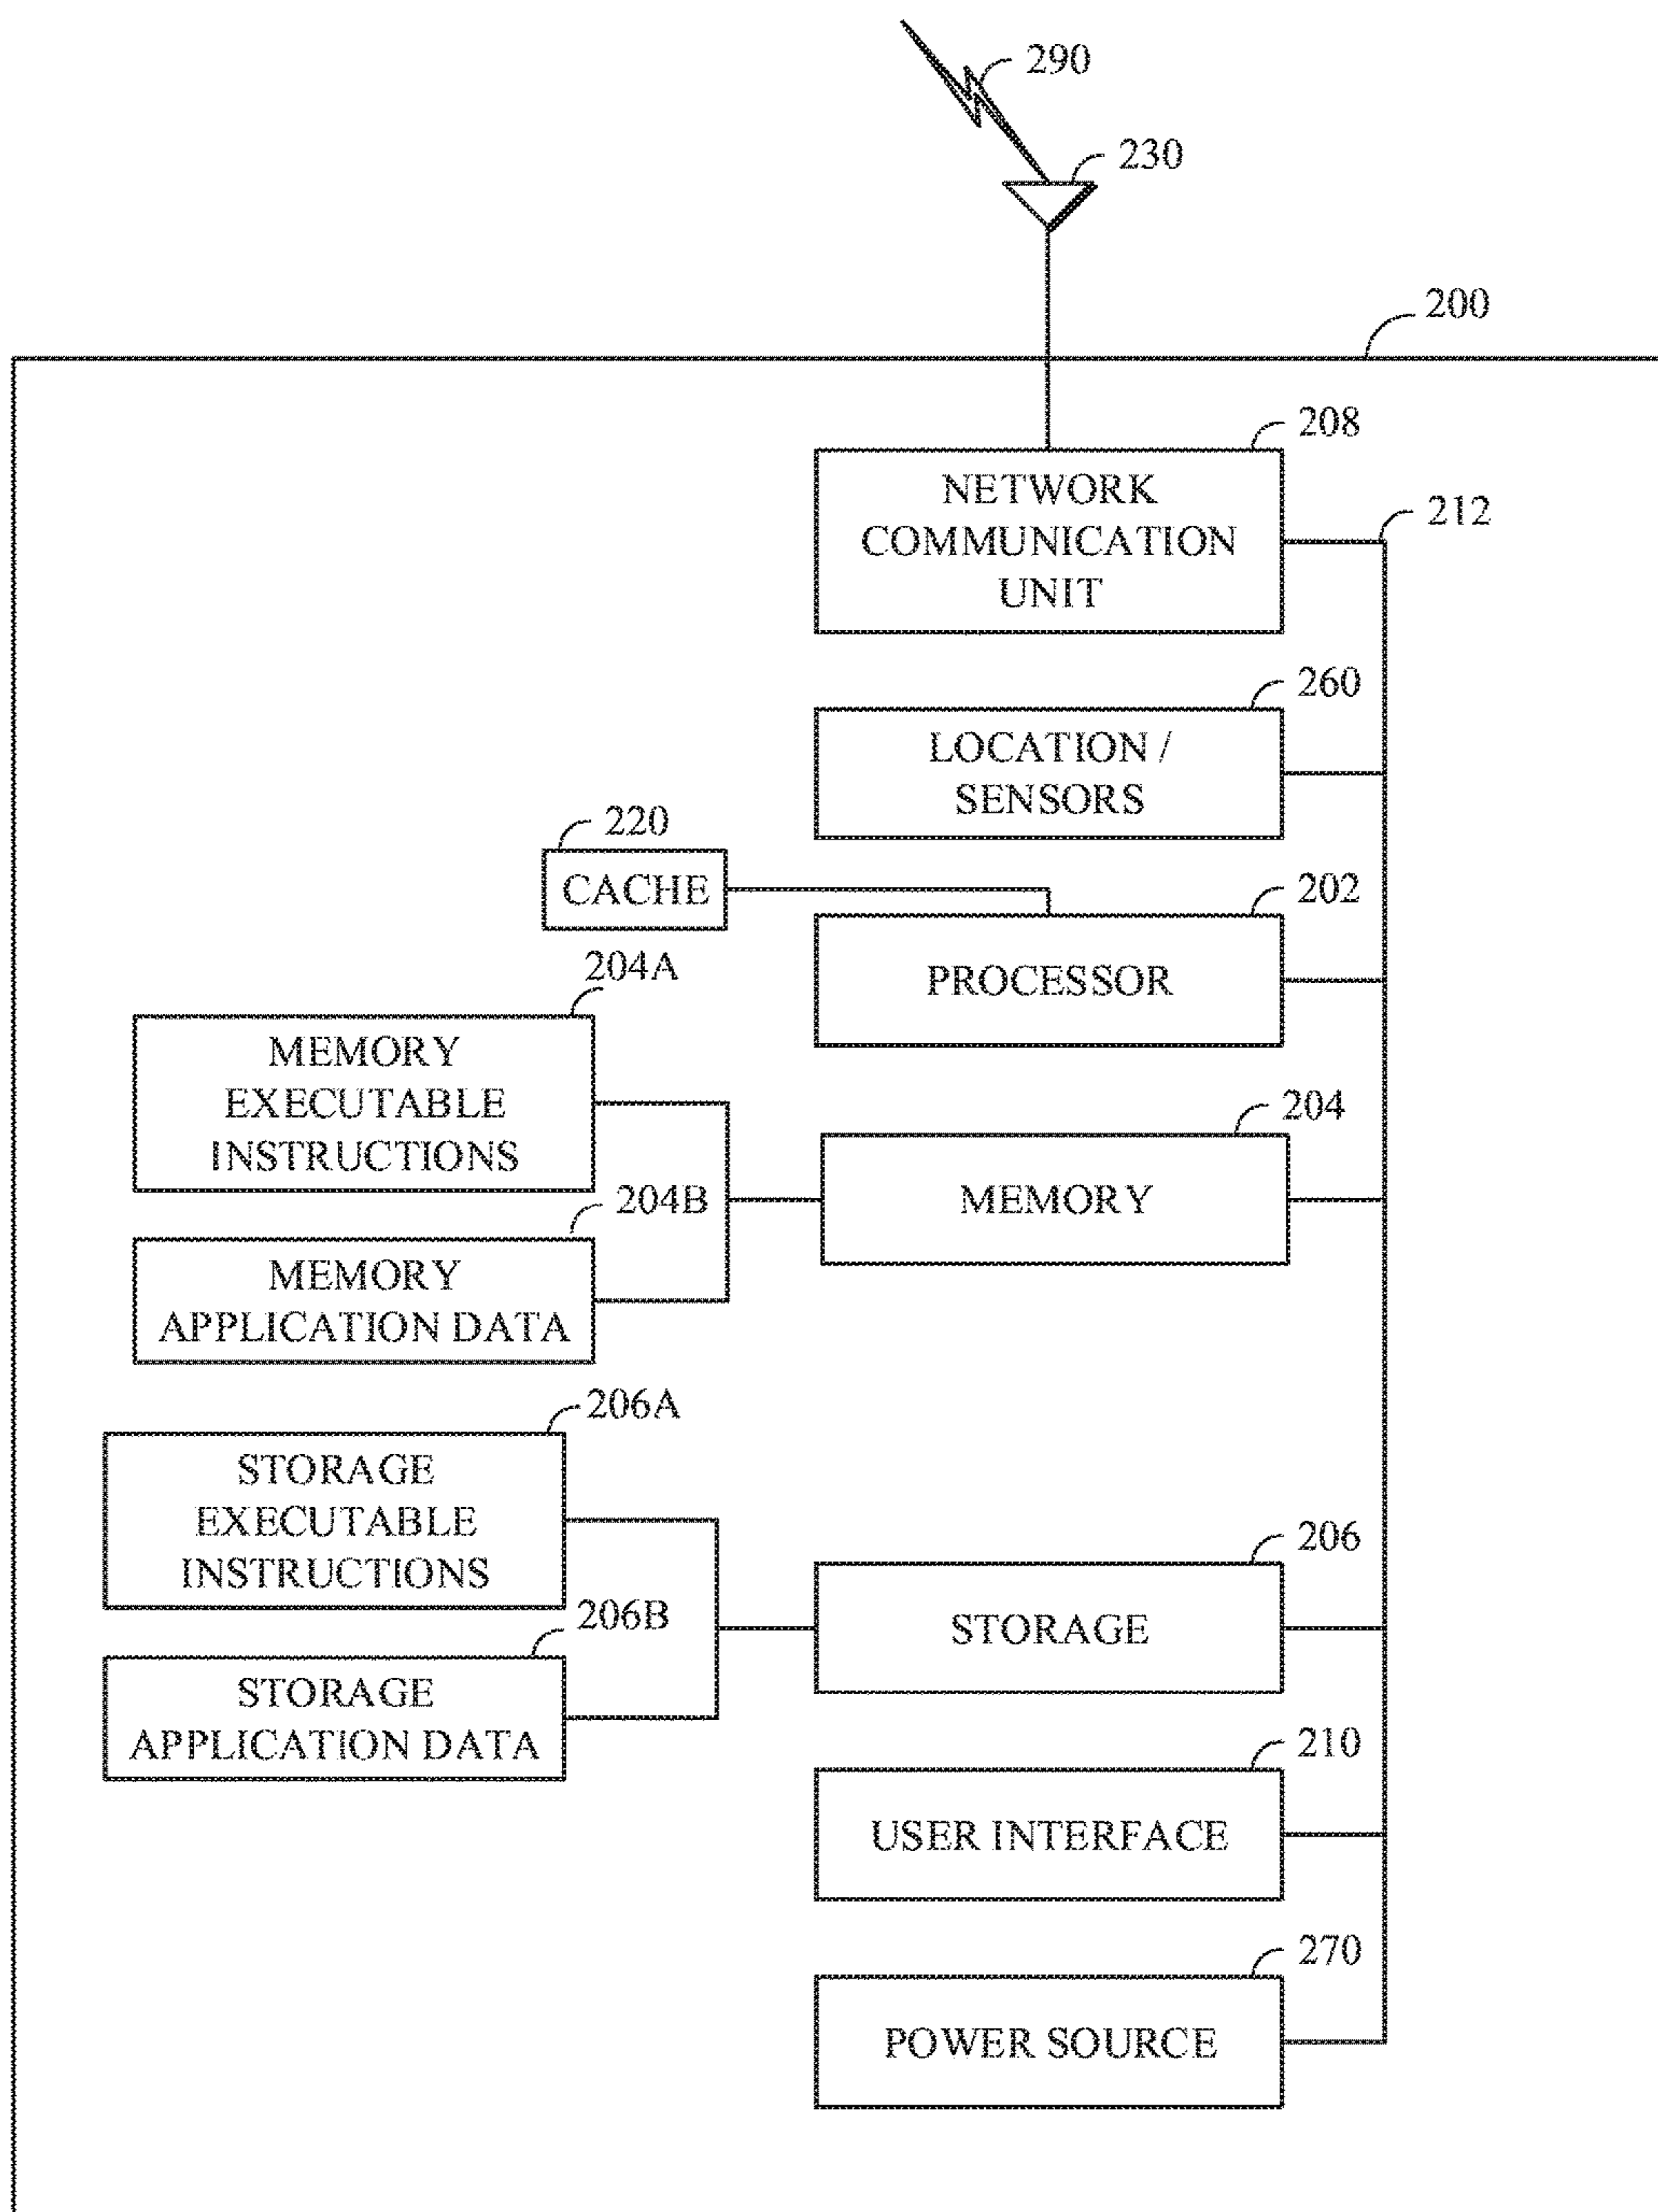 290
230
200
208
NETWORK
COMMUNICATION
UNIT
212
260
LOCATION /
SENSORS
220
CACHE
202
PROCESSOR
204A
MEMORY
EXECUTABLE
INSTRUCTIONS
204
MEMORY
204B
MEMORY
APPLICATION DATA
206A
STORAGE
EXECUTABLE
INSTRUCTIONS
206
STORAGE
206B
STORAGE
APPLICATION DATA
210
USER INTERFACE
270
POWER SOURCE